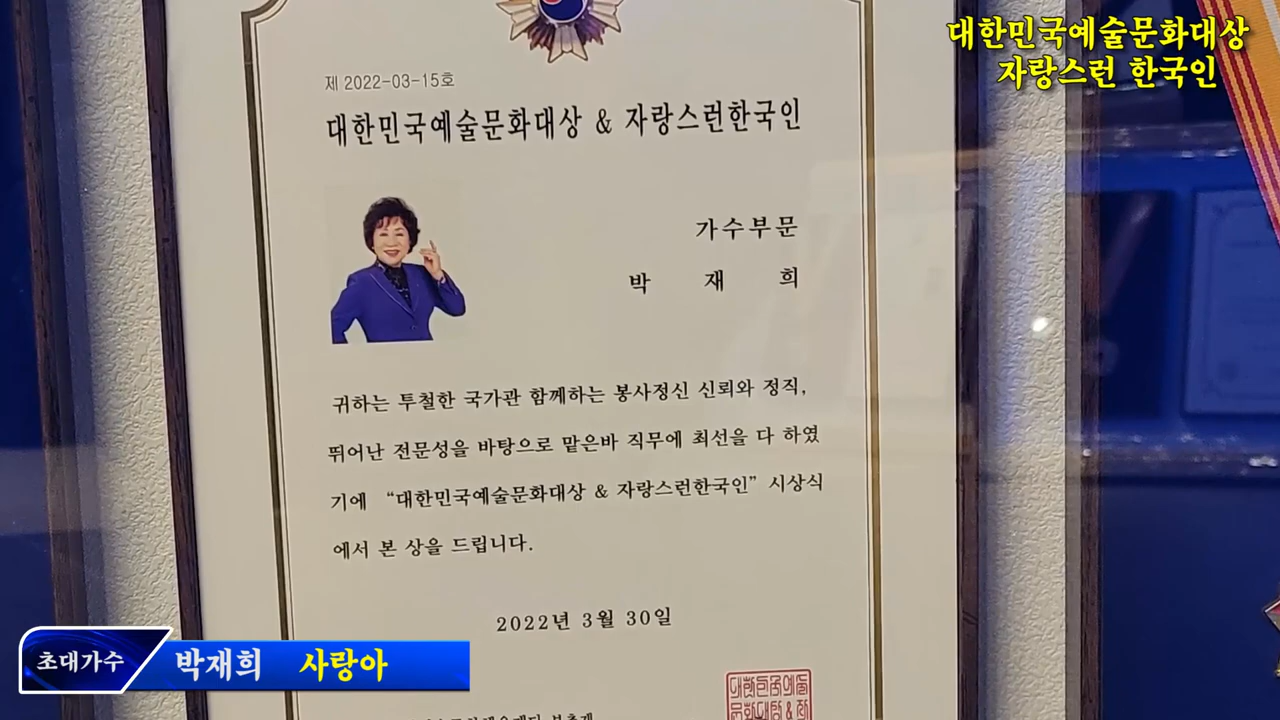 대한민국예술문화대상
자랑스런 한국인
제 2022-03-15호
대한민국예술문화대상 & 자랑스런한국인
가수부문
박 재 희
귀하는 투철한 국가관 함께하는 봉사정신 신뢰와 정직,
뛰어난 전문성을 바탕으로 맡은바 직무에 최선을 다 하였
기에 “대한민국예술문화대상 & 자랑스런한국인” 시상식
에서 본 상을 드립니다.
2022년 3월 30일
초대가수 박재희 사랑아